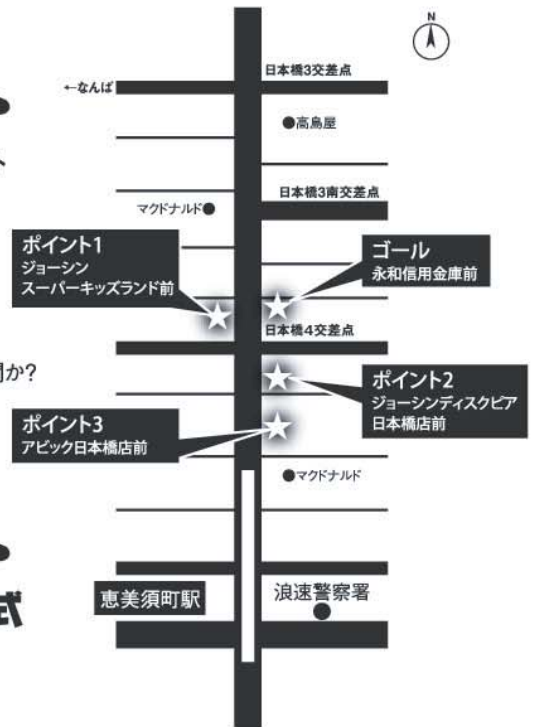 N
日本橋3交差点
←なんば
●高島屋
、
日本橋3南交差点
マクドナルド●
ポイント1
ジョーシン
スーパーキッズランド前
ゴール
永和信用金庫前
日本橋4交差点
か?
ポイント2
ジョーシンディスクピア
日本橋店前
ポイント3
アビック日本橋店前
●マクドナルド
恵美須町駅
浪速警察署
式